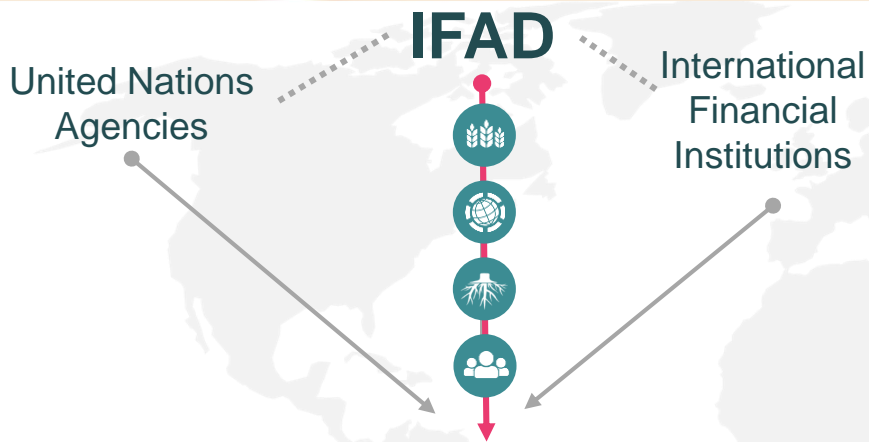 IFAD
United Nations
Agencies
International
Financial
Institutions